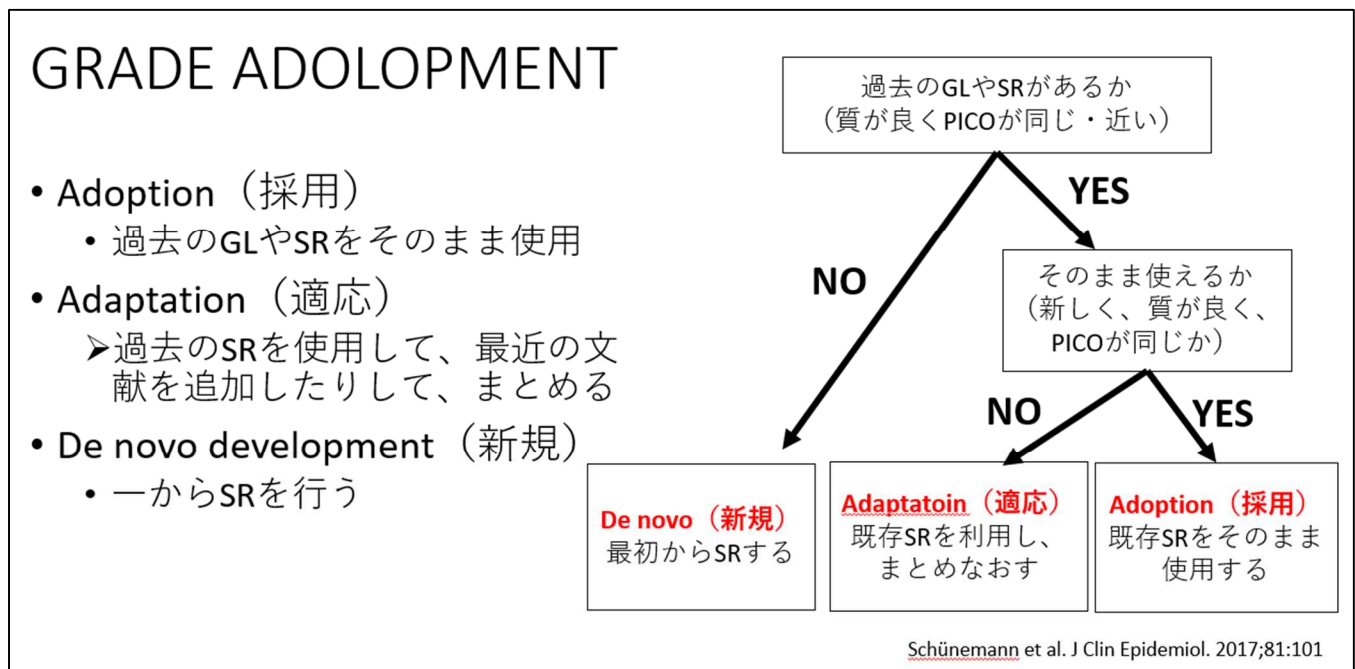 GRADE ADOLOPMENT
• Adoption（採用）
• 過去のGLやSRをそのまま使用
• Adaptation（適応）
➢過去のSRを使用して、最近の文
献を追加したりして、まとめる
• De novo development（新規）
• 一からSRを行う
過去のGLやSRがあるか
（質が良くPICOが同じ・近い）
YES
NO
そのまま使えるか
（新しく、質が良く、
PICOが同じか）
NO
YES
De novo（新規）
最初からSRする
Adaptatoin（適応）
既存SRを利用し、
まとめなおす
Adoption（採用）
既存SRをそのまま
使用する
Schünemann et al. J Clin Epidemiol. 2017;81:101